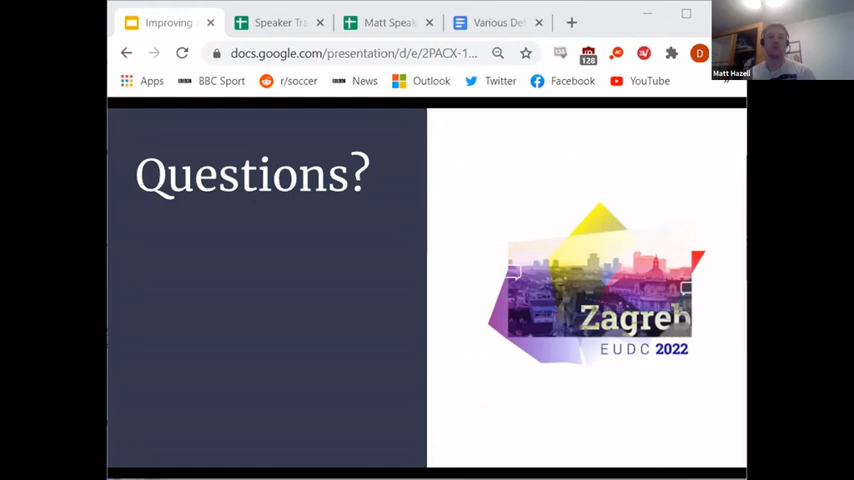 Improving
Speaker Tra
Matt Speak
Various De
docs.google.com/presentation/d/e/2PACX-1...
128
D
Apps
BBC Sport
r/soccer
News
Outlook
Twitter
Facebook
YouTube
»
Matt Hazell
Questions?
Zagreb
EUDC 2022